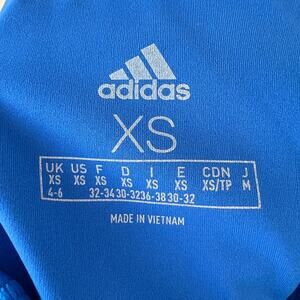 adidas
XS
UK US F D I E CDN J
XS XS XS XS XS XS XS/TP M
4-6 32-34 30-32 36-38 30-32
MADE IN VIETNAM